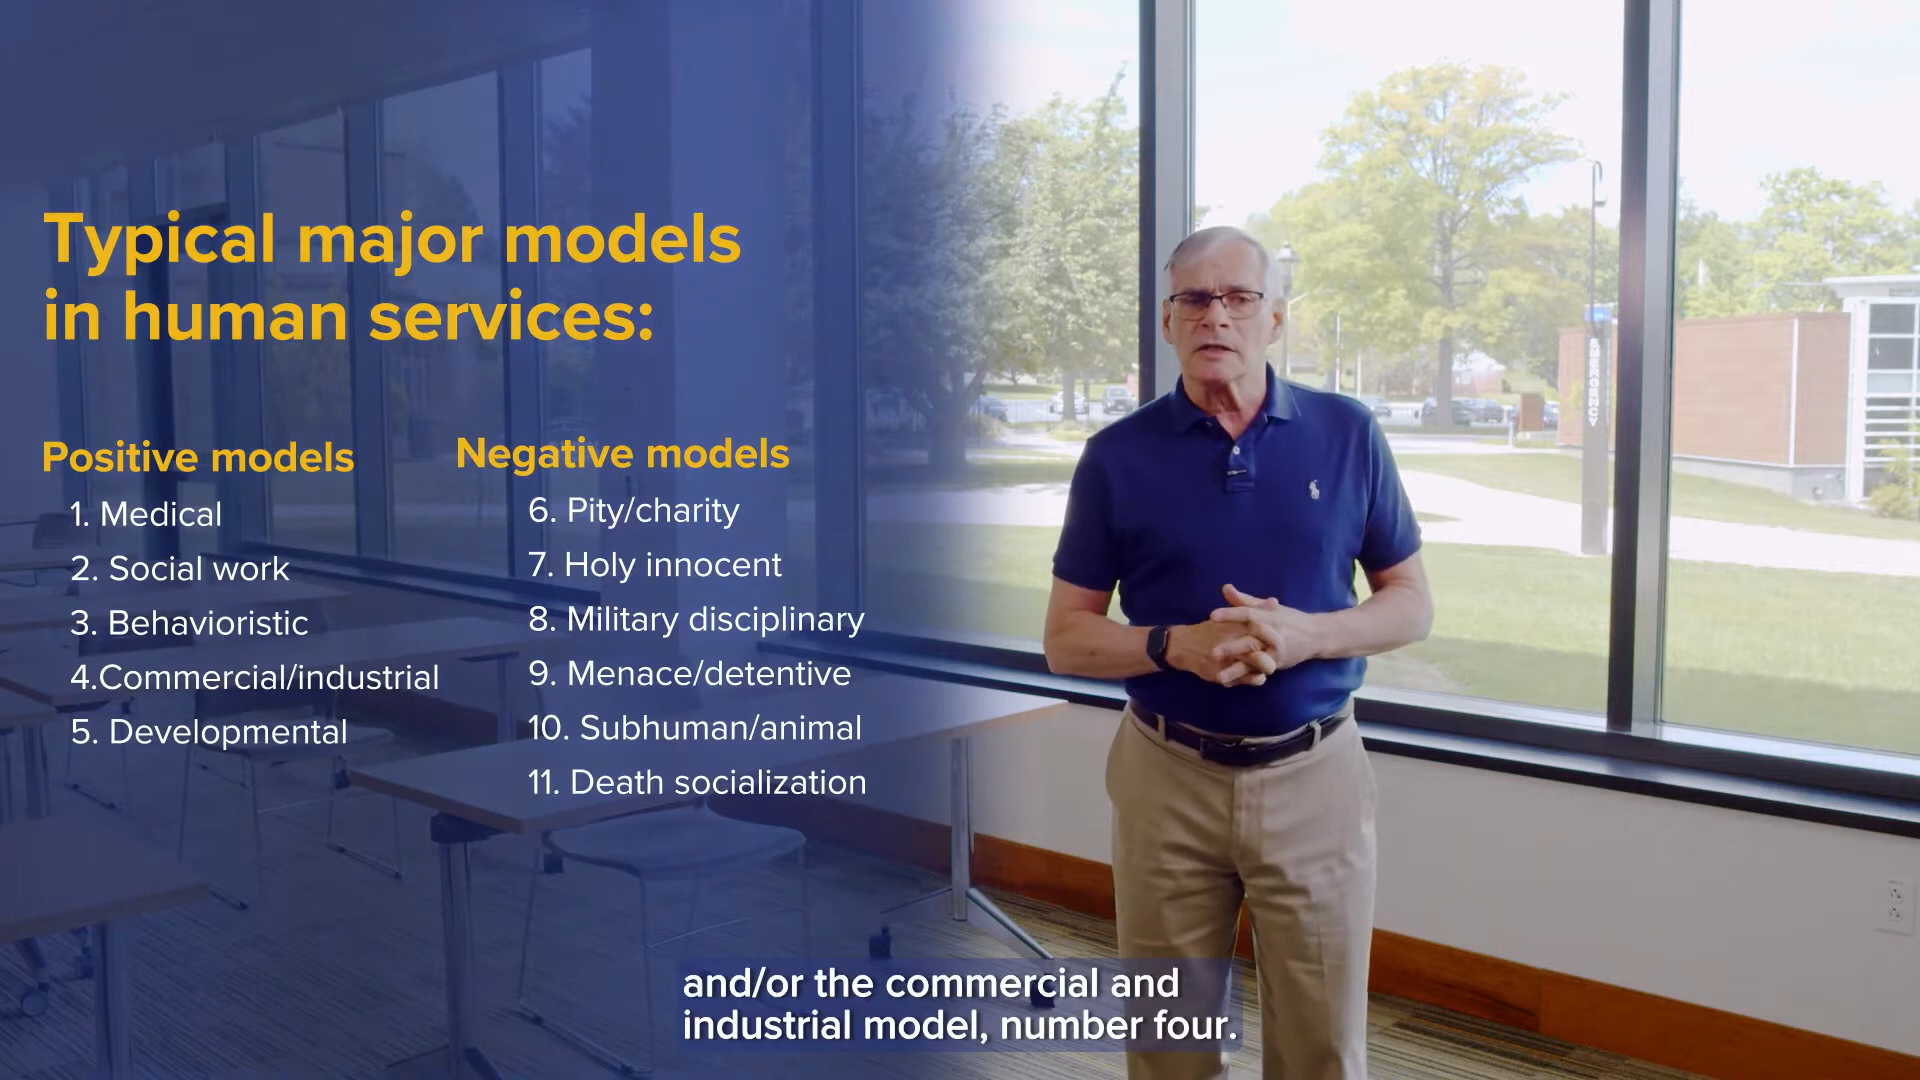 Typical major models
in human services:
Positive models
1. Medical
2. Social work
3. Behavioristic
4.Commercial/industrial
5. Developmental
Negative models
6. Pity/charity
7. Holy innocent
8. Military disciplinary
9. Menace/detentive
10. Subhuman/animal
11. Death socialization
EMERGENCY
and/or the commercial and
industrial model, number four.